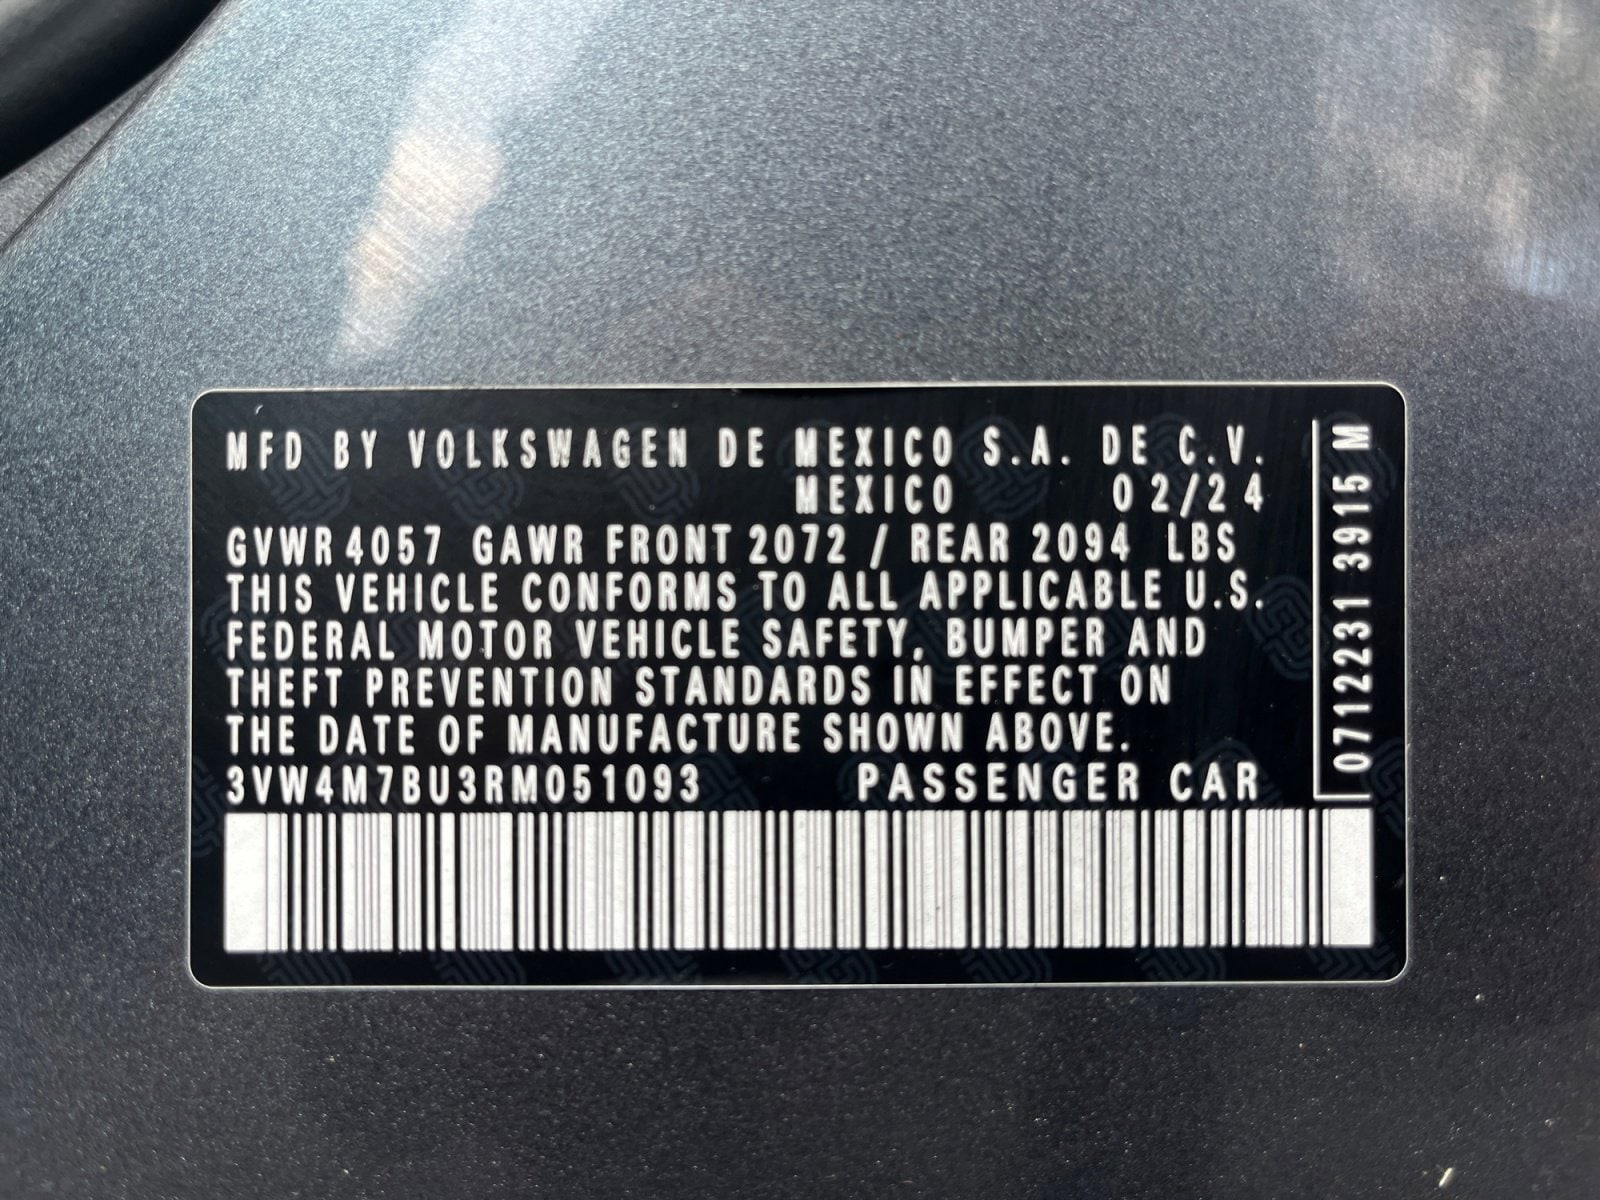 MFD BY VOLKSWAGEN DE MEXICO S.A. DE C.V.
MEXICO 02/24
GVWR 4057 GAWR FRONT 2072 / REAR 2094 LBS
THIS VEHICLE CONFORMS TO ALL APPLICABLE U.S.
FEDERAL MOTOR VEHICLE SAFETY, BUMPER AND
THEFT PREVENTION STANDARDS IN EFFECT ON
THE DATE OF MANUFACTURE SHOWN ABOVE.
3VW4M7BU3RM051093 PASSENGER CAR
0712231 3915 M